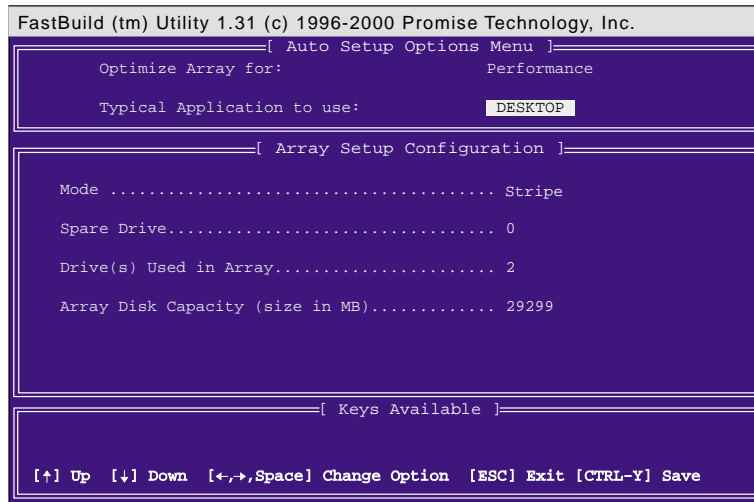 FastBuild (tm) Utility 1.31 (c) 1996-2000 Promise Technology, Inc.
[ Auto Setup Options Menu ]
Optimize Array for: Performance
Typical Application to use: DESKTOP
[ Array Setup Configuration ]
Mode ........................................ Stripe
Spare Drive.................................. 0
Drive(s) Used in Array....................... 2
Array Disk Capacity (size in MB)............. 29299
[ Keys Available ]
[↑] Up [↓] Down [←,→,Space] Change Option [ESC] Exit [CTRL-Y] Save